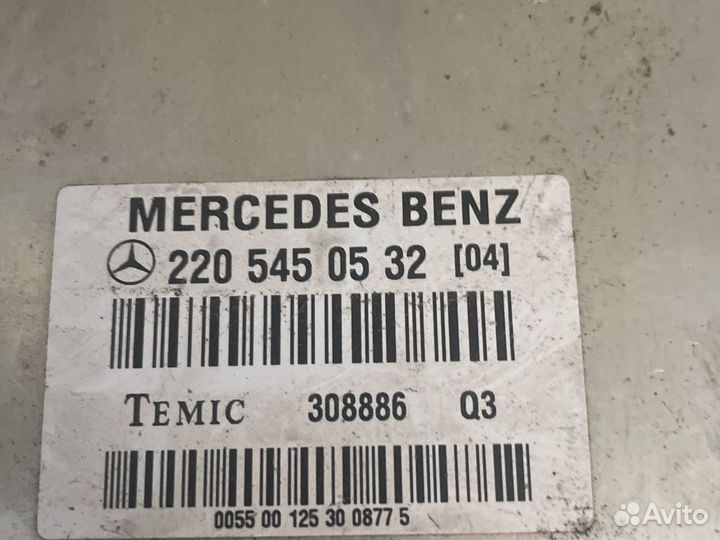 MERCEDES BENZ
220 545 05 32 [04]
TEMIC 308886 Q3
0055 00 125 30 0877 5
Avito